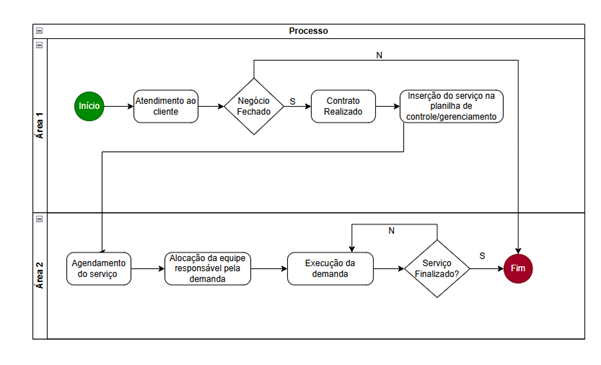 Processo
Área 1
Início
Atendimento ao
cliente
Negócio
Fechado
S
N
Contrato
Realizado
Inserção do serviço na
planilha de
controle/gerenciamento
Área 2
Agendamento
do serviço
Alocação da equipe
responsável pela
demanda
Execução da
demanda
N
Serviço
Finalizado?
S
Fim